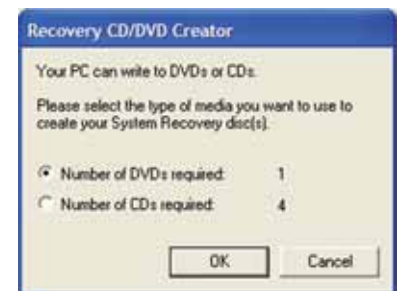 Recovery CD/DVD Creator
Your PC can write to DVDs or CDs.
Please select the type of media you want to use to
create your System Recovery disc(s).
Number of DVDs required: 1
Number of CDs required: 4
OK Cancel